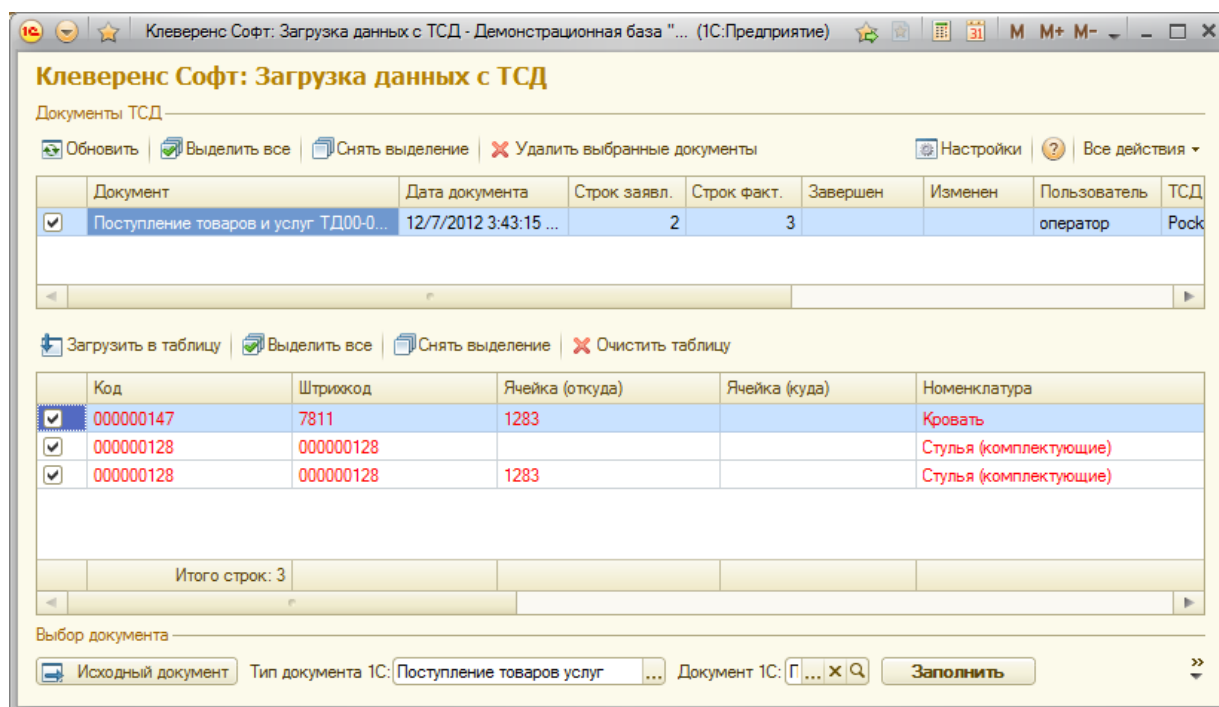 Клеверенс Софт: Загрузка данных с ТСД - Демонстрационная база "... (1С:Предприятие) 31 M M+ M-
Клеверенс Софт: Загрузка данных с ТСД
Документы ТСД
Обновить Выделить все Снять выделение Удалить выбранные документы Настройки ? Все действия
Документ Дата документа Строк заявл. Строк факт. Завершен Изменен Пользователь ТСД
Поступление товаров и услуг ТД00-0... 12/7/2012 3:43:15 ... 2 3 оператор Pock
Загрузить в таблицу Выделить все Снять выделение Очистить таблицу
Код Штрихкод Ячейка (откуда) Ячейка (куда) Номенклатура
000000147 7811 1283 Кровать
000000128 000000128 Стулья (комплектующие)
000000128 000000128 1283 Стулья (комплектующие)
Итого строк: 3
Выбор документа
Исходный документ Тип документа 1С: Поступление товаров услуг ... Документ 1С: П ... Заполнить